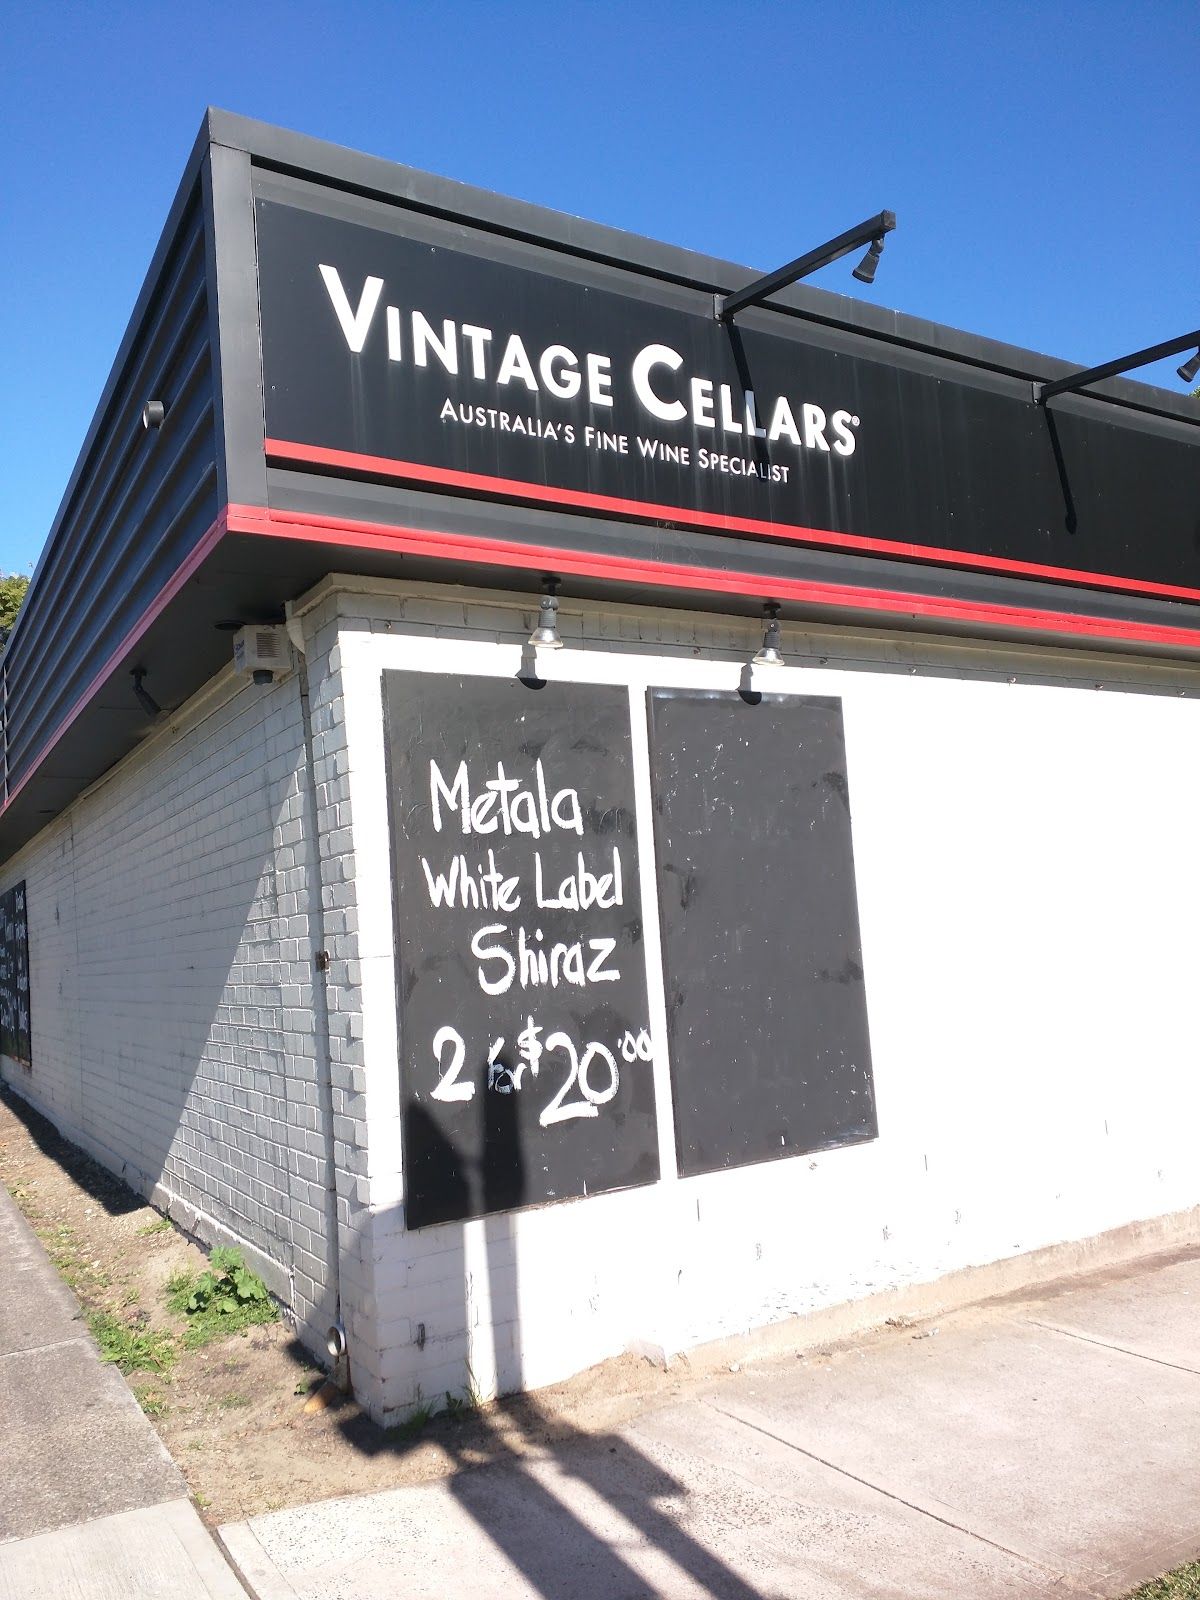 VINTAGE CELLARS®
AUSTRALIA'S FINE WINE SPECIALIST
Metala
White Label
Shiraz
2 for $20.00